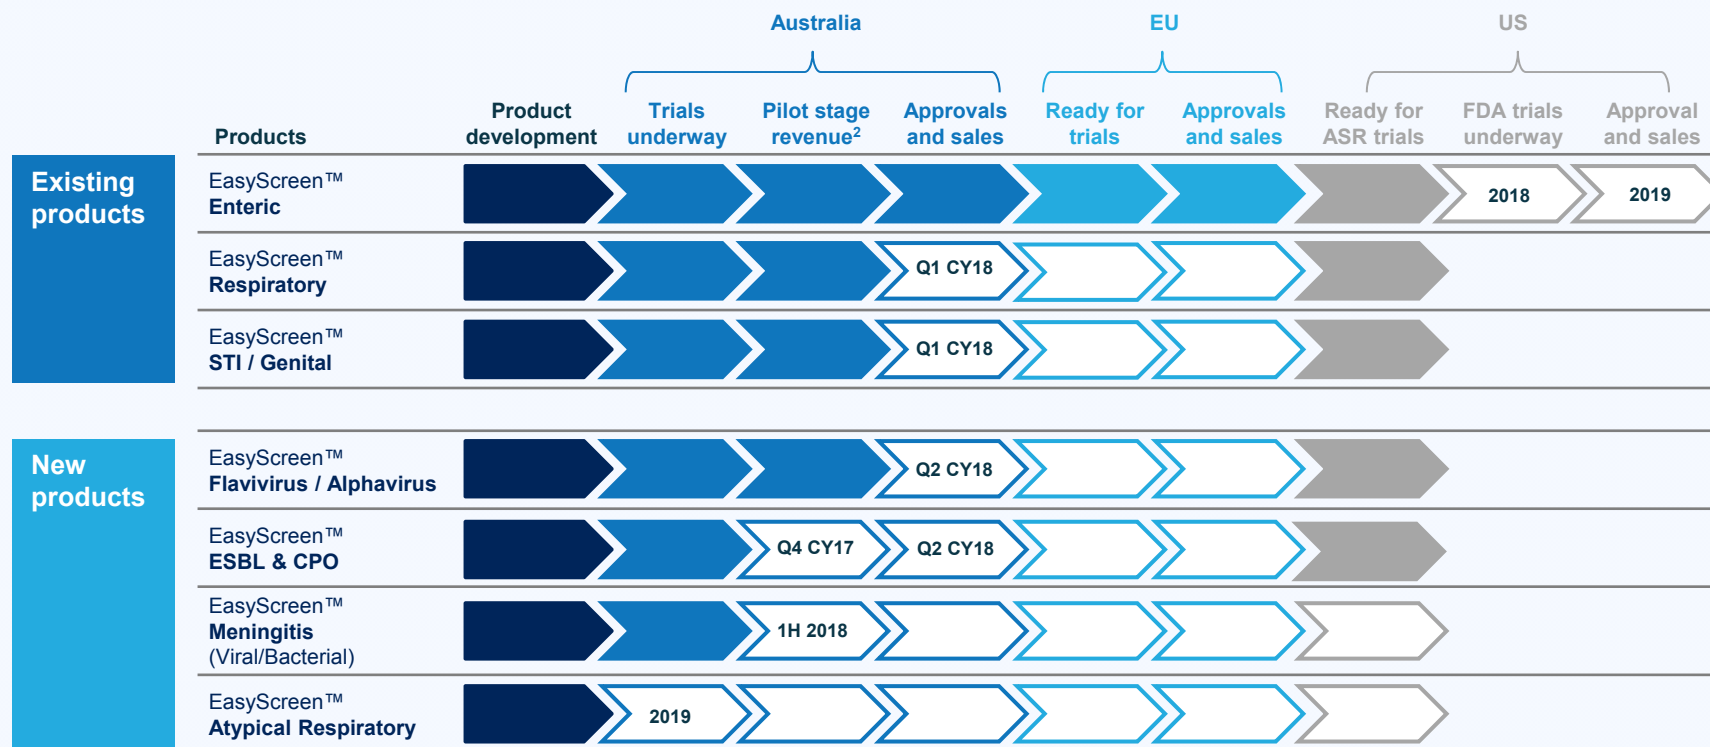 Australia
EU
US
Products
Product
development
Trials
underway
Pilot stage
revenue2
Approvals
and sales
Ready for
trials
Approvals
and sales
Ready for
ASR trials
FDA trials
underway
Approval
and sales
Existing
products
EasyScreen™
Enteric
2018
2019
EasyScreen™
Respiratory
Q1 CY18
EasyScreen™
STI / Genital
Q1 CY18
New
products
EasyScreen™
Flavivirus / Alphavirus
Q2 CY18
EasyScreen™
ESBL & CPO
Q4 CY17
Q2 CY18
EasyScreen™
Meningitis
(Viral/Bacterial)
1H 2018
EasyScreen™
Atypical Respiratory
2019